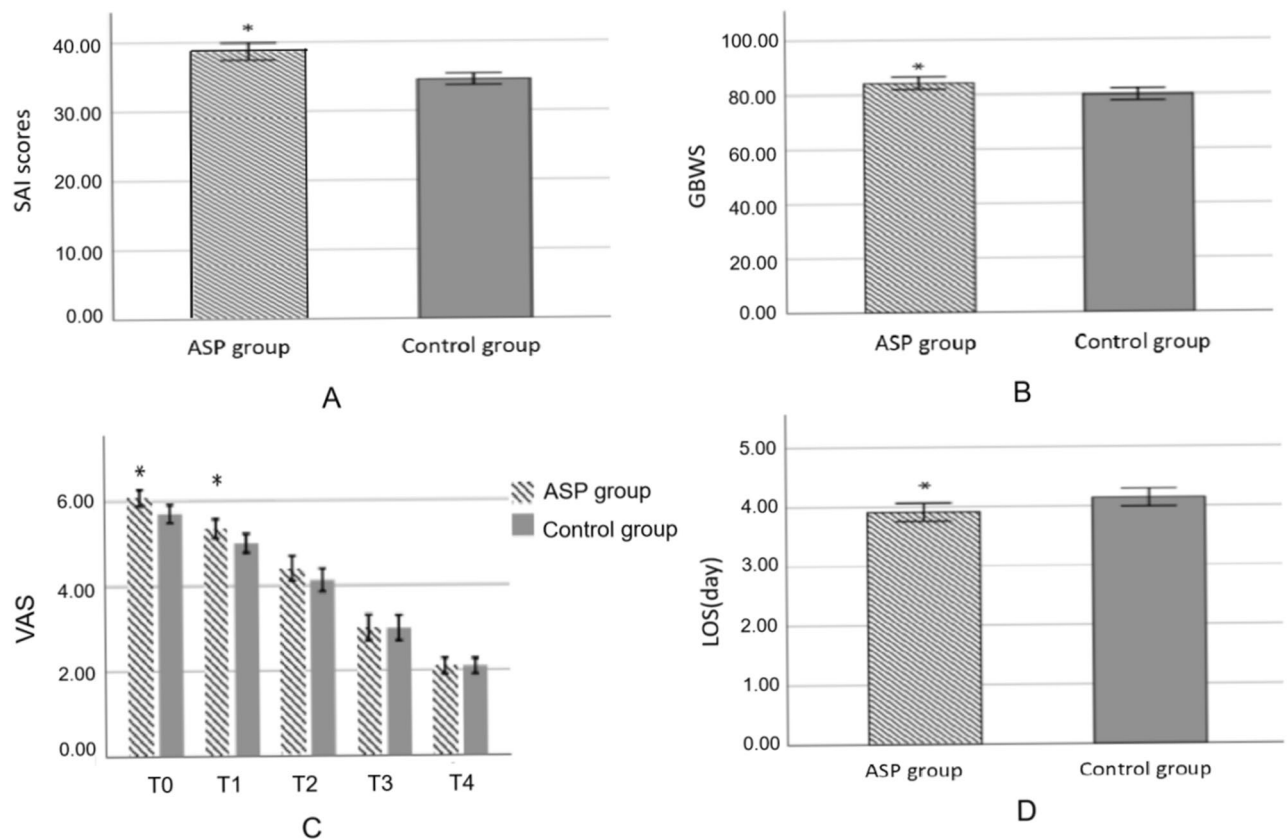 *
40.00
30.00
20.00
10.00
0.00
SAI scores
ASP group
Control group
A
*
100.00
80.00
60.00
40.00
20.00
0.00
GBWS
ASP group
Control group
B
*
*
6.00
4.00
2.00
0.00
VAS
T0
T1
T2
T3
T4
ASP group
Control group
C
*
5.00
4.00
3.00
2.00
1.00
0.00
LOS(day)
ASP group
Control group
D